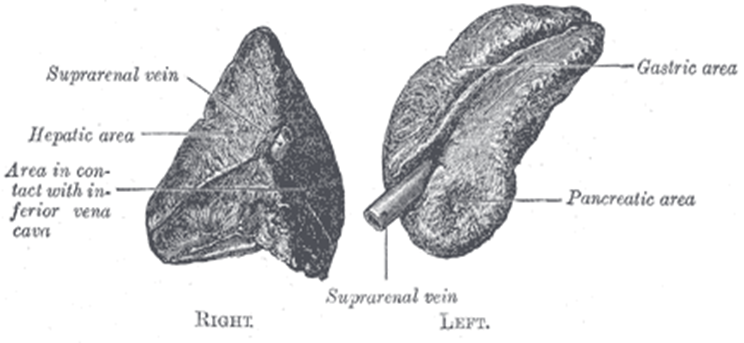 Suprarenal vein
Hepatic area
Area in con-
tact with in-
ferior vena
cava
Gastric area
Pancreatic area
Suprarenal vein
RIGHT.
LEFT.